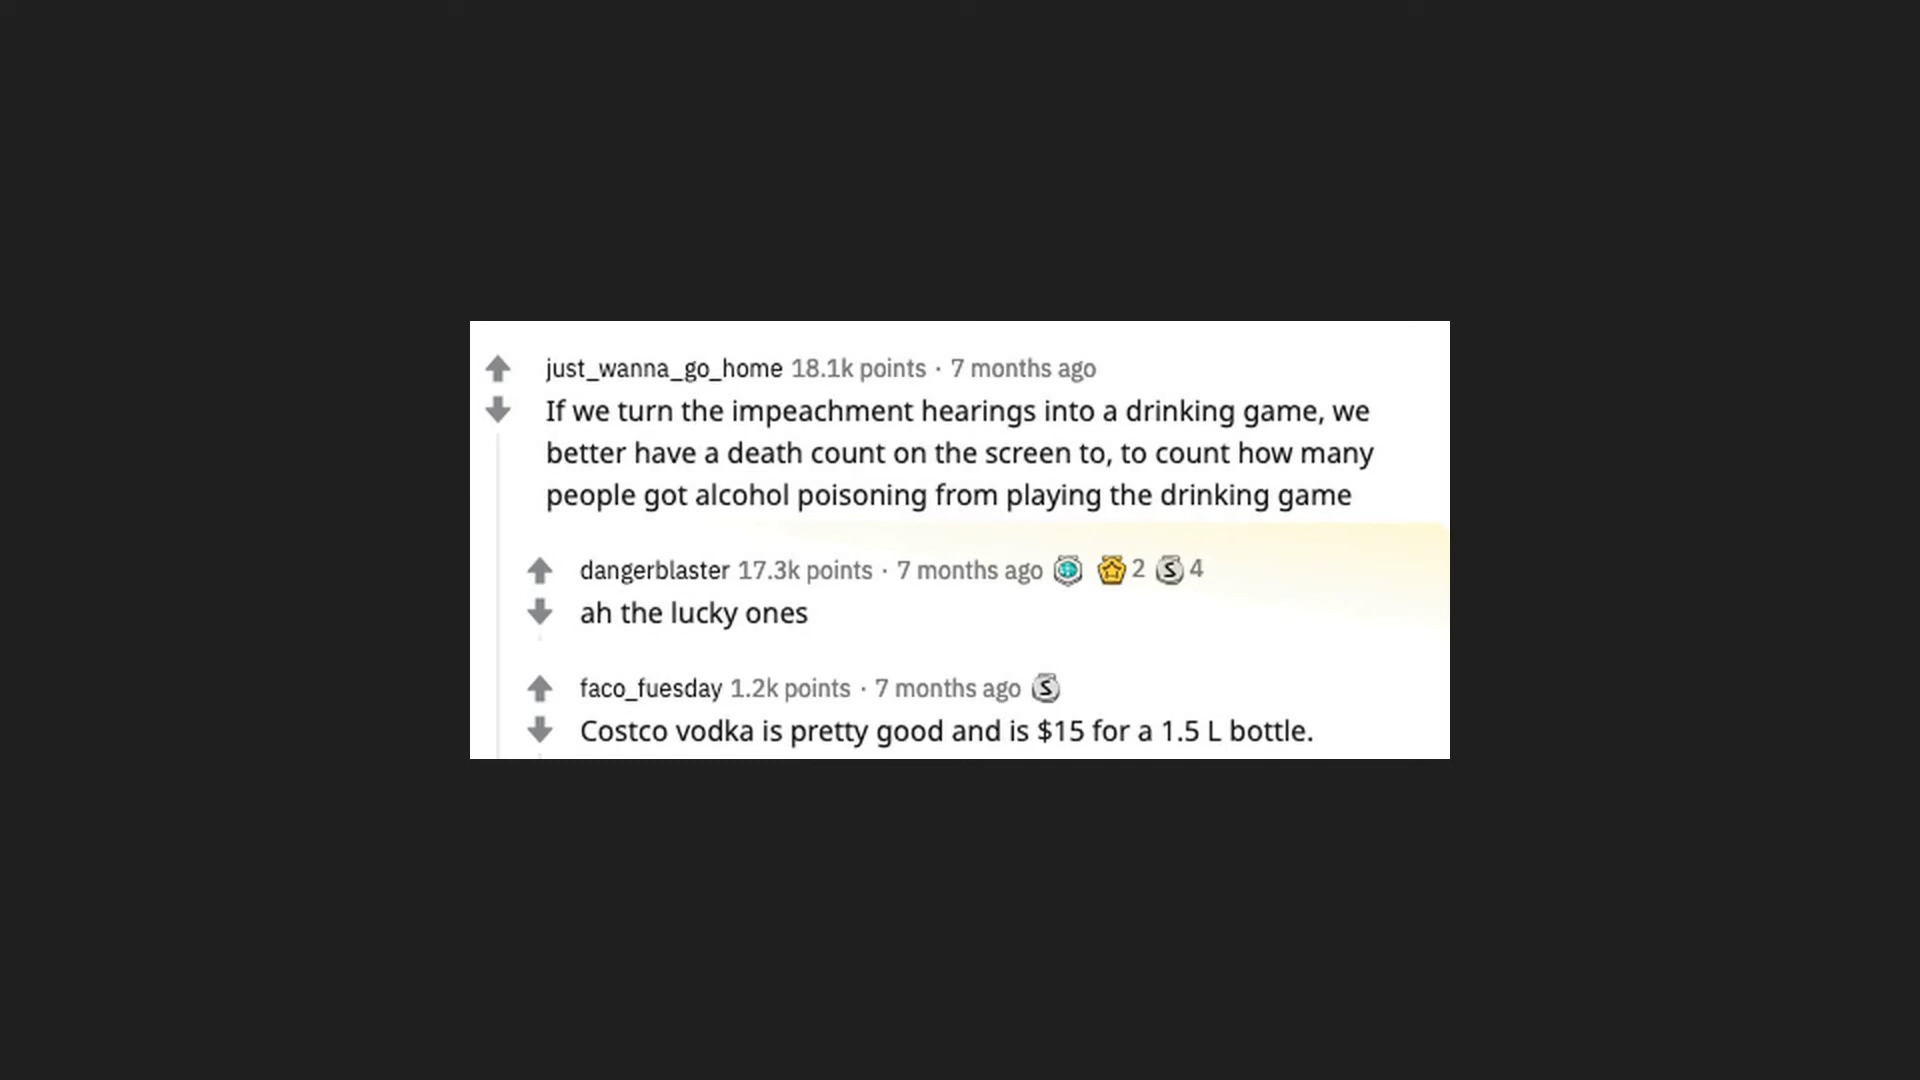 just_wanna_go_home 18.1k points · 7 months ago
If we turn the impeachment hearings into a drinking game, we
better have a death count on the screen to, to count how many
people got alcohol poisoning from playing the drinking game
dangerblaster 17.3k points · 7 months ago 2 S 4
ah the lucky ones
faco_fuesday 1.2k points · 7 months ago S
Costco vodka is pretty good and is $15 for a 1.5 L bottle.